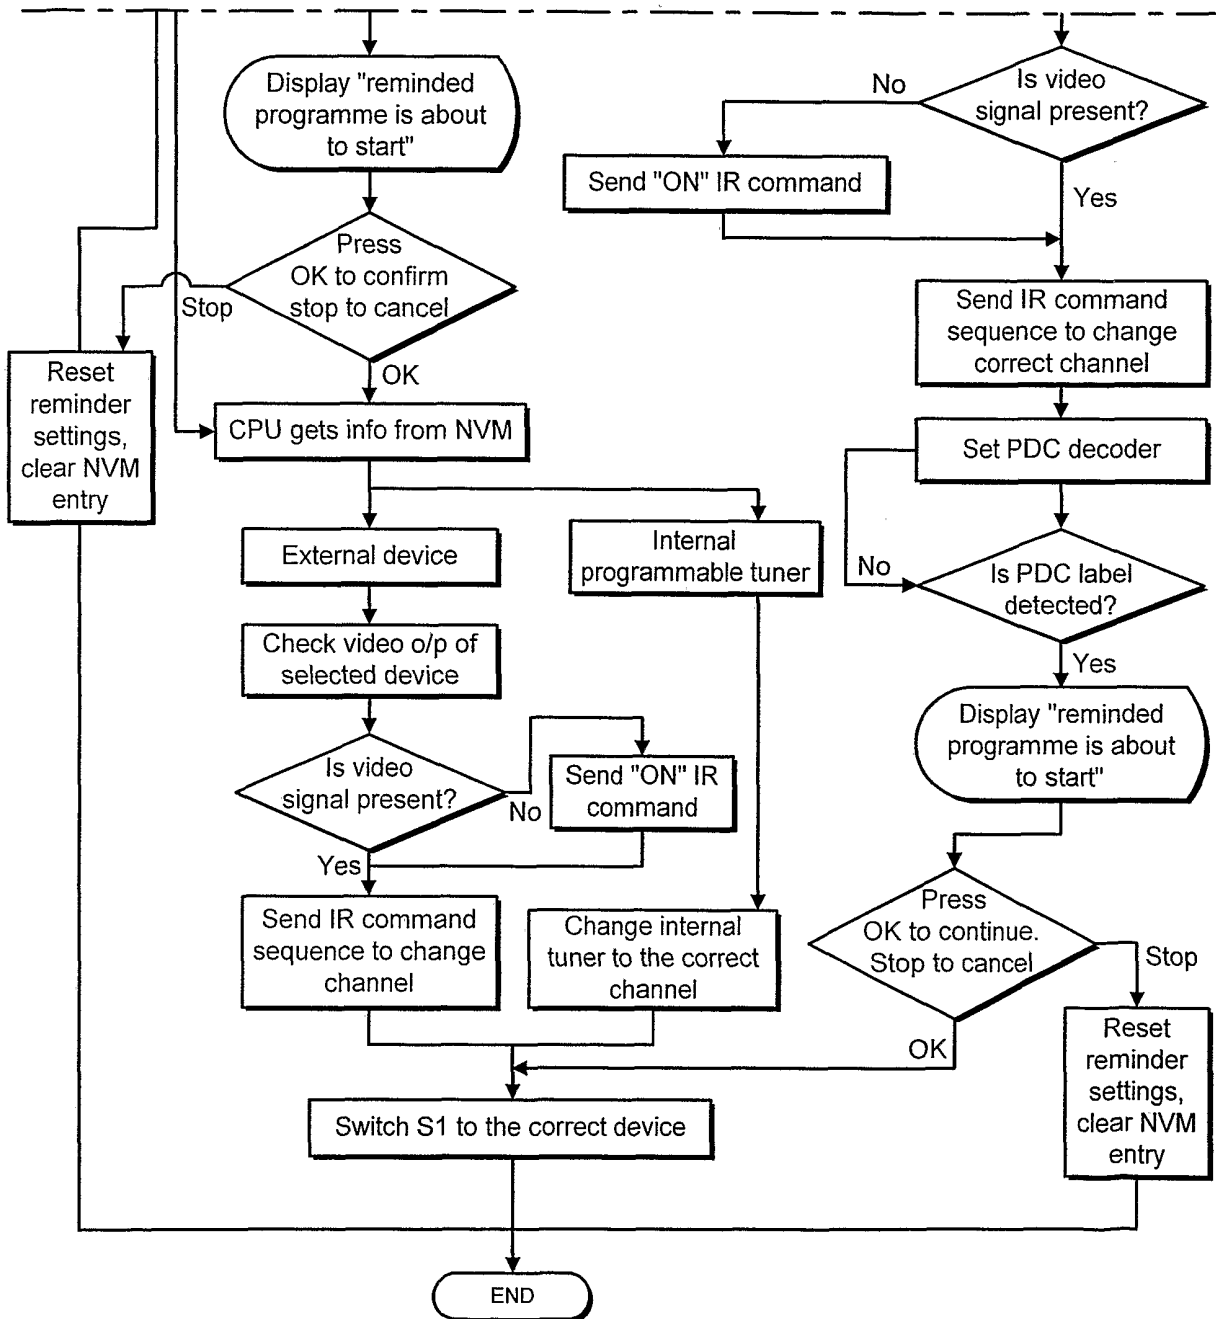 Display "reminded
programme is about
to start"
Press
OK to confirm
stop to cancel
Stop
OK
Reset
reminder
settings,
clear NVM
entry
CPU gets info from NVM
External device
Internal
programmable tuner
Check video o/p of
selected device
Is video
signal present?
No
Send "ON" IR
command
Yes
Send IR command
sequence to change
channel
Change internal
tuner to the correct
channel
Is video
signal present?
No
Send "ON" IR command
Yes
Send IR command
sequence to change
correct channel
Set PDC decoder
No
Is PDC label
detected?
Yes
Display "reminded
programme is about
to start"
Press
OK to continue.
Stop to cancel
Stop
OK
Reset
reminder
settings,
clear NVM
entry
Switch S1 to the correct device
END